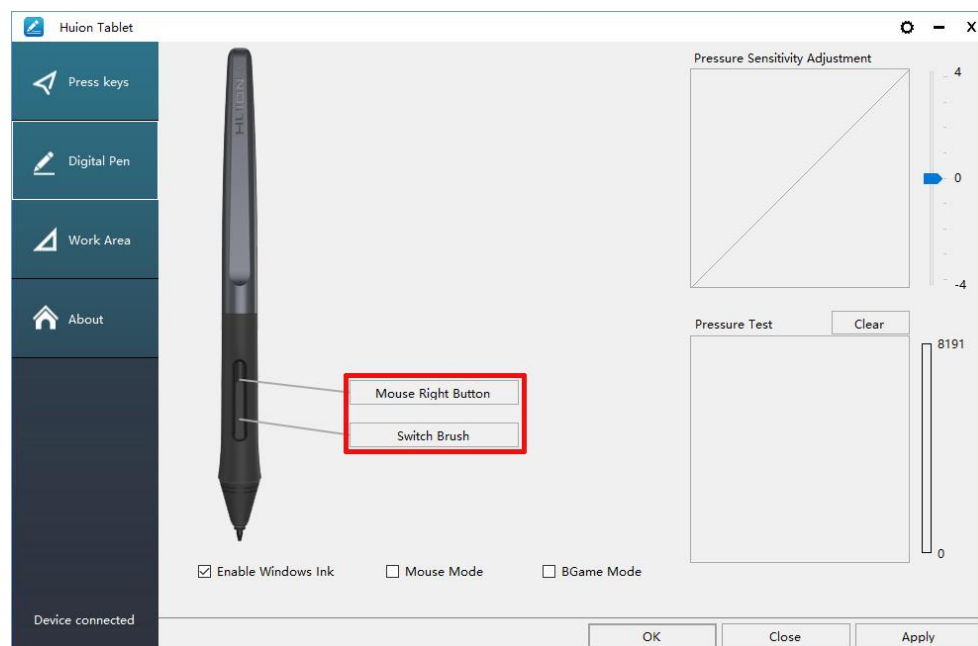 Huion Tablet
X
Press keys
Digital Pen
Work Area
About
Device connected
HUION
Mouse Right Button
Switch Brush
Enable Windows Ink
Mouse Mode
BGame Mode
Pressure Sensitivity Adjustment
4
0
-4
Pressure Test
Clear
8191
0
OK
Close
Apply